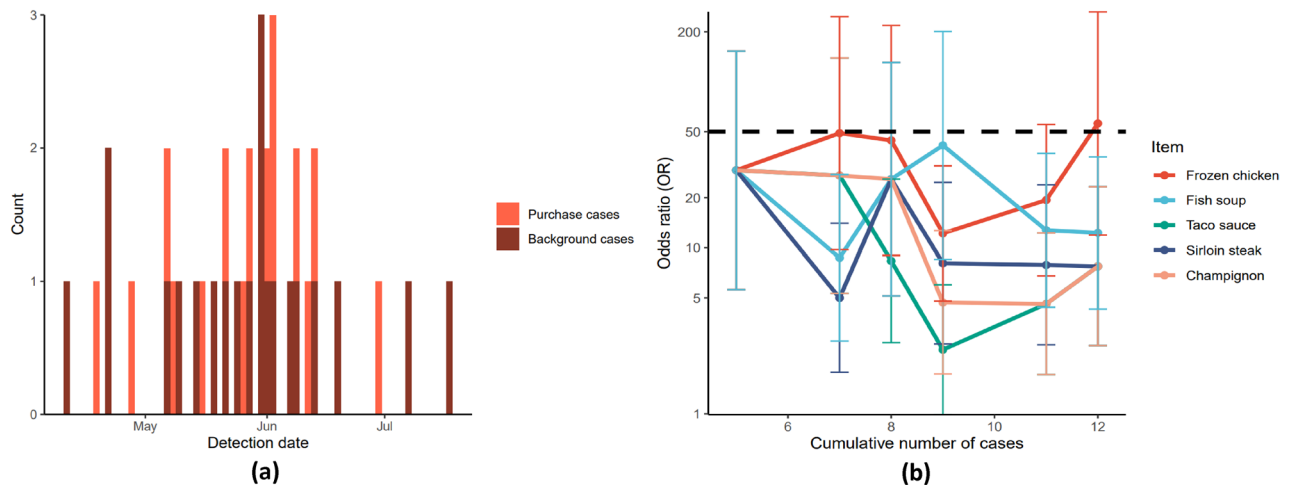 3
2
1
0
Count
May
Jun
Jul
Detection date
Purchase cases
Background cases
(a)
200
50
20
10
5
1
Odds ratio (OR)
6
8
10
12
Cumulative number of cases
Item
Frozen chicken
Fish soup
Taco sauce
Sirloin steak
Champignon
(b)